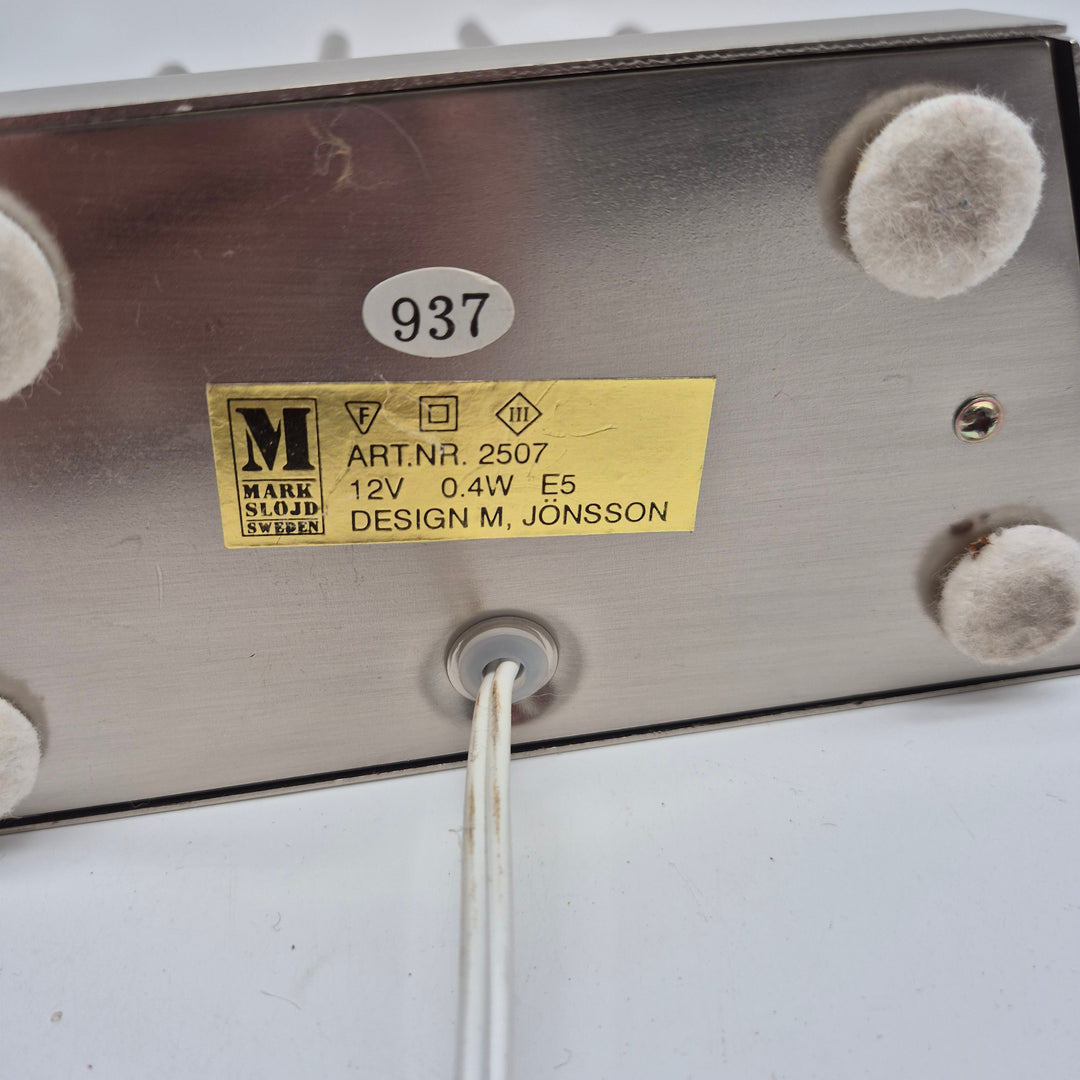 937
M
MARK
SLOJD
SWEDEN
F
III
ART.NR. 2507
12V 0.4W E5
DESIGN M, JÖNSSON